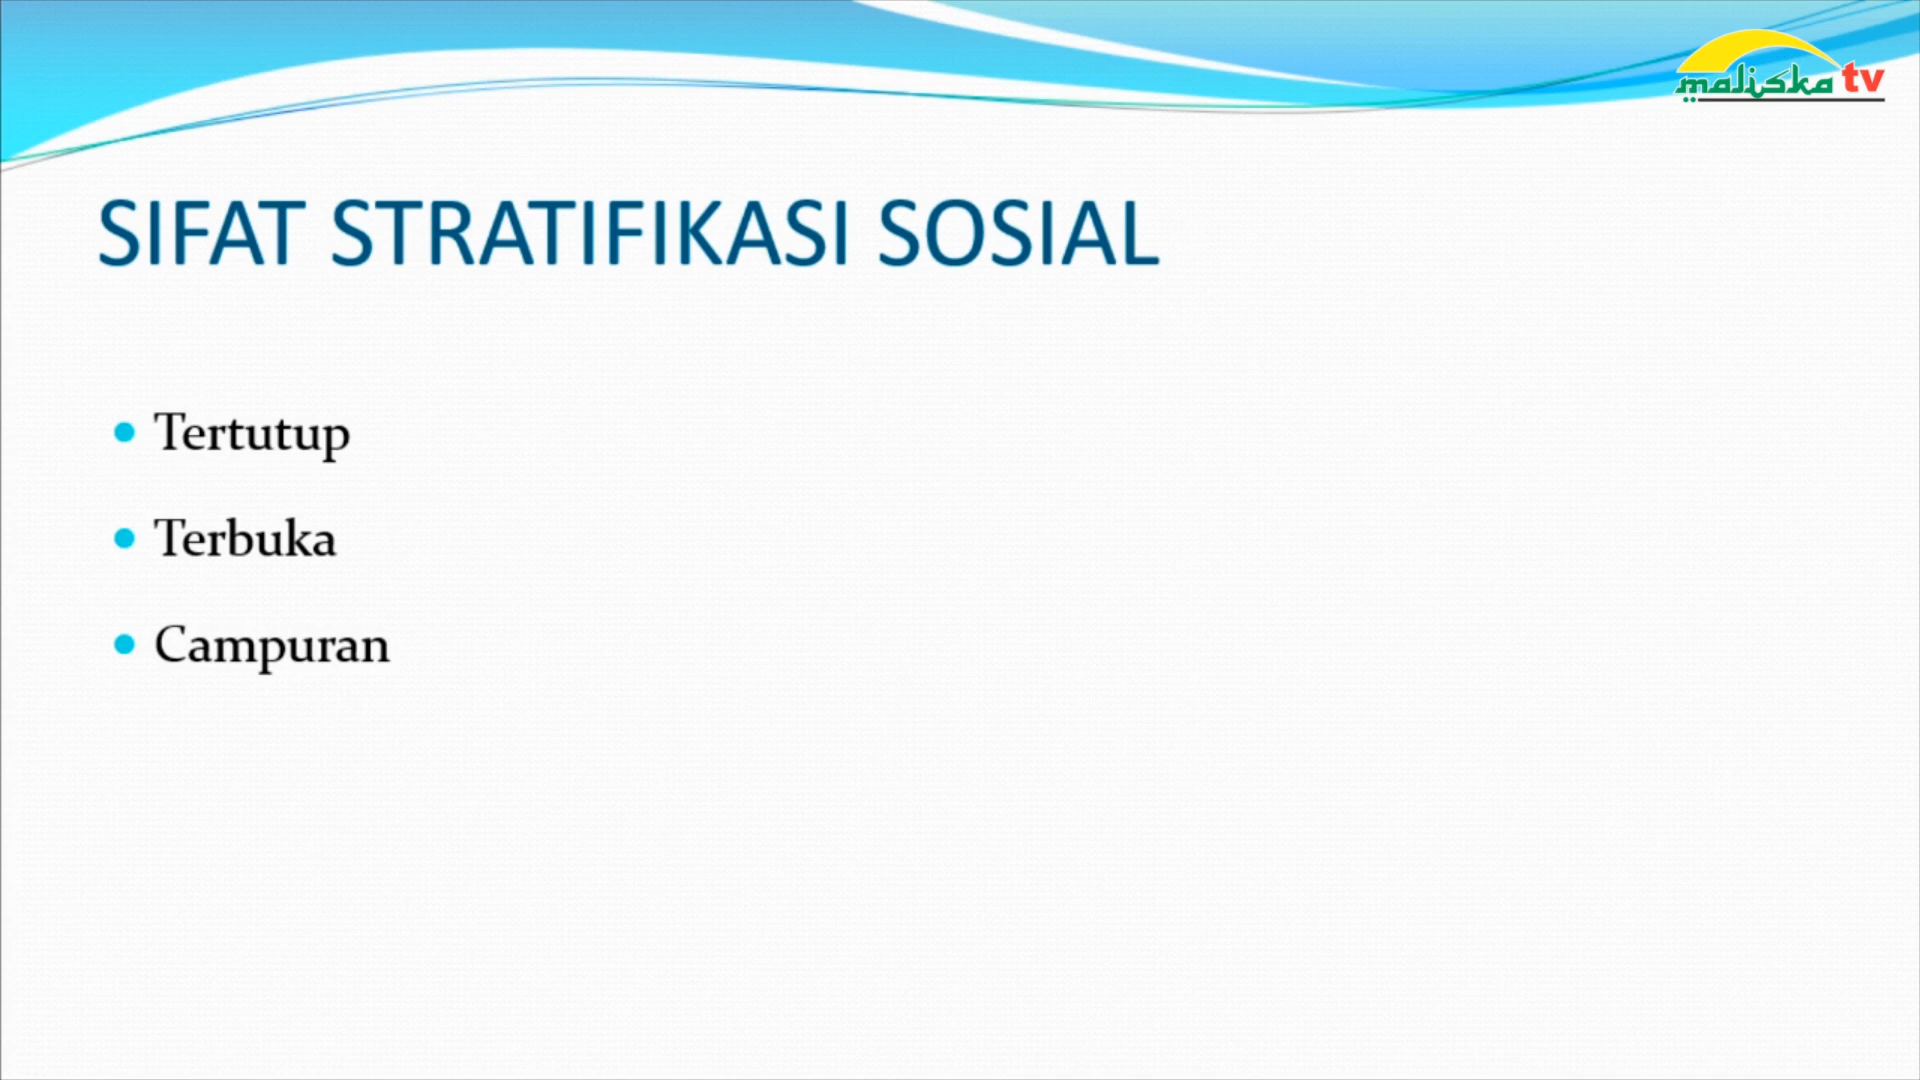 maliska tv
SIFAT STRATIFIKASI SOSIAL
Tertutup
Terbuka
Campuran